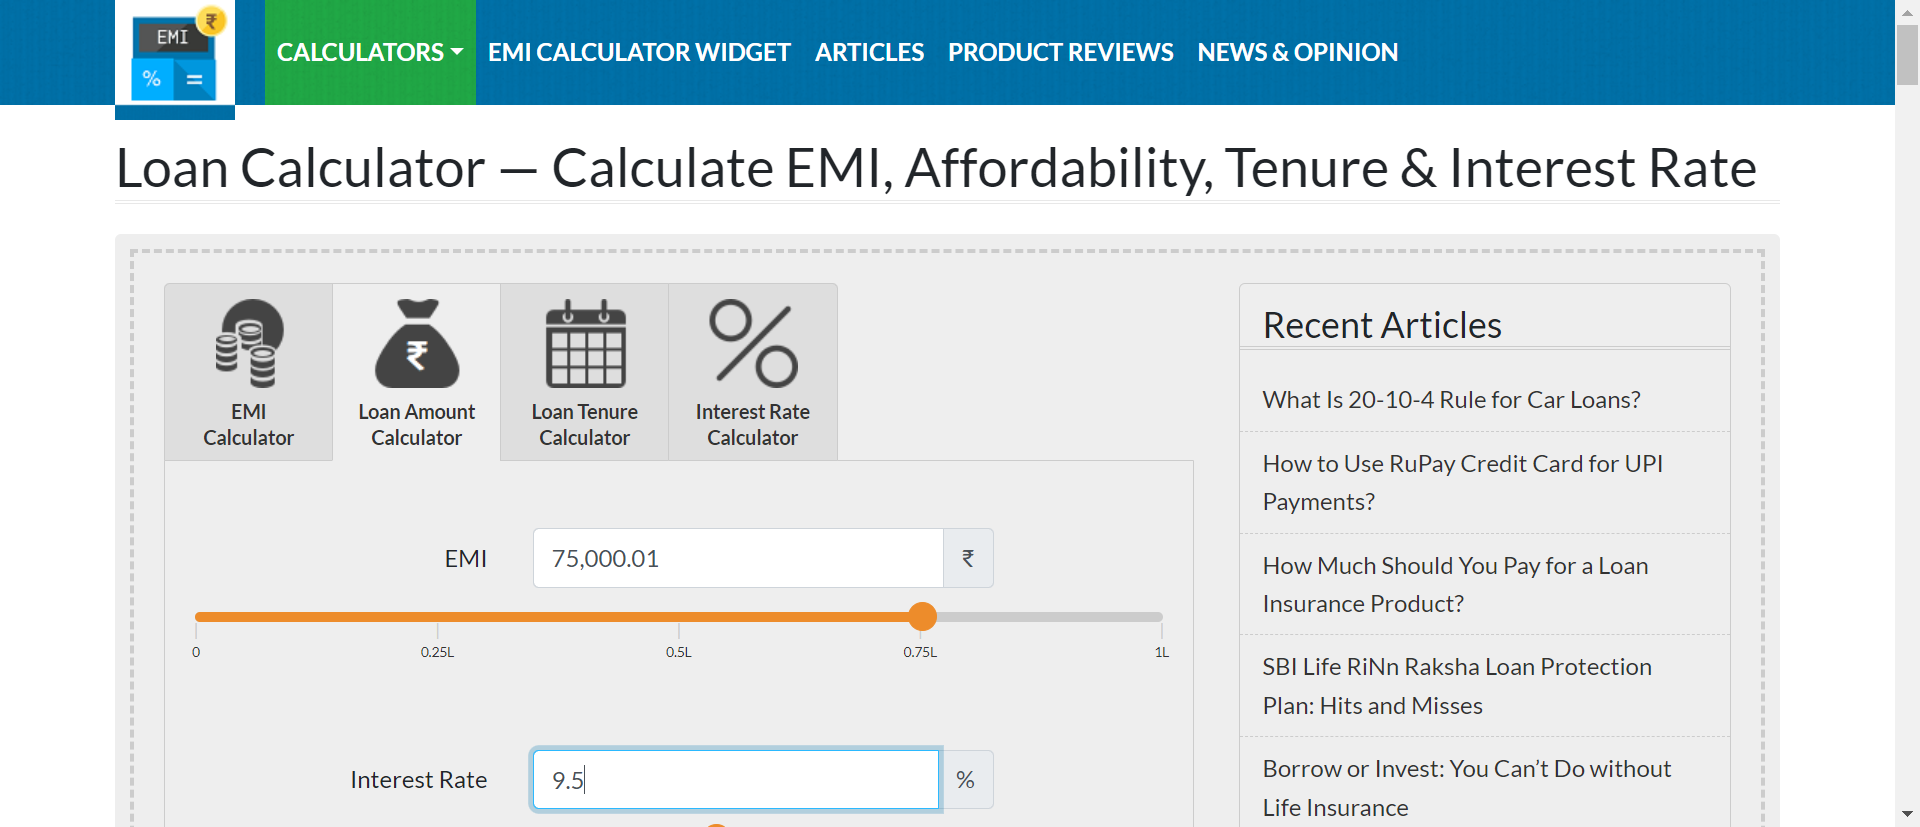 EMI
₹
%
=
CALCULATORS
EMI CALCULATOR WIDGET
ARTICLES
PRODUCT REVIEWS
NEWS & OPINION
Loan Calculator — Calculate EMI, Affordability, Tenure & Interest Rate
EMI
Calculator
₹
Loan Amount
Calculator
Loan Tenure
Calculator
Interest Rate
Calculator
EMI
75,000.01
₹
0
0.25L
0.5L
0.75L
1L
Interest Rate
9.5
%
Recent Articles
What Is 20-10-4 Rule for Car Loans?
How to Use RuPay Credit Card for UPI
Payments?
How Much Should You Pay for a Loan
Insurance Product?
SBI Life RiNn Raksha Loan Protection
Plan: Hits and Misses
Borrow or Invest: You Can’t Do without
Life Insurance